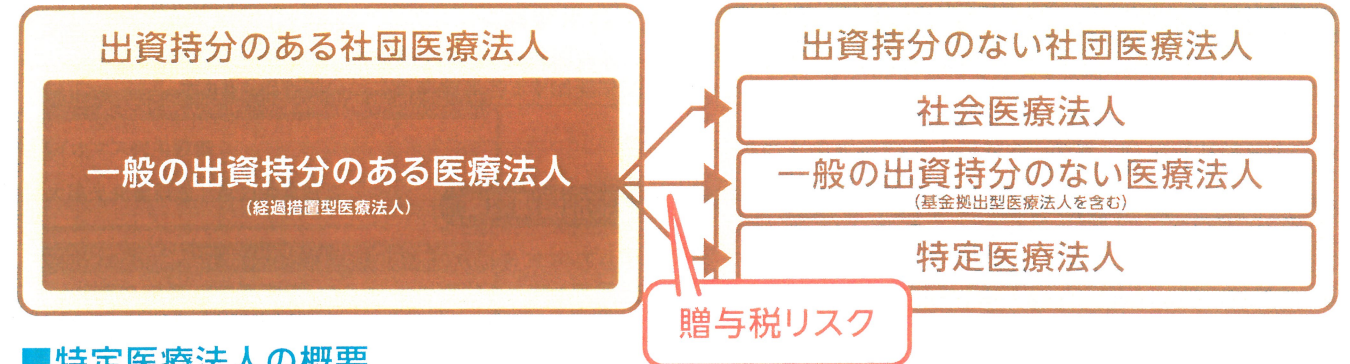 出資持分のある社団医療法人
一般の出資持分のある医療法人
(経過措置型医療法人)
出資持分のない社団医療法人
社会医療法人
一般の出資持分のない医療法人
(基金拠出型医療法人を含む)
特定医療法人
贈与税リスク
■特定医療法人の概要